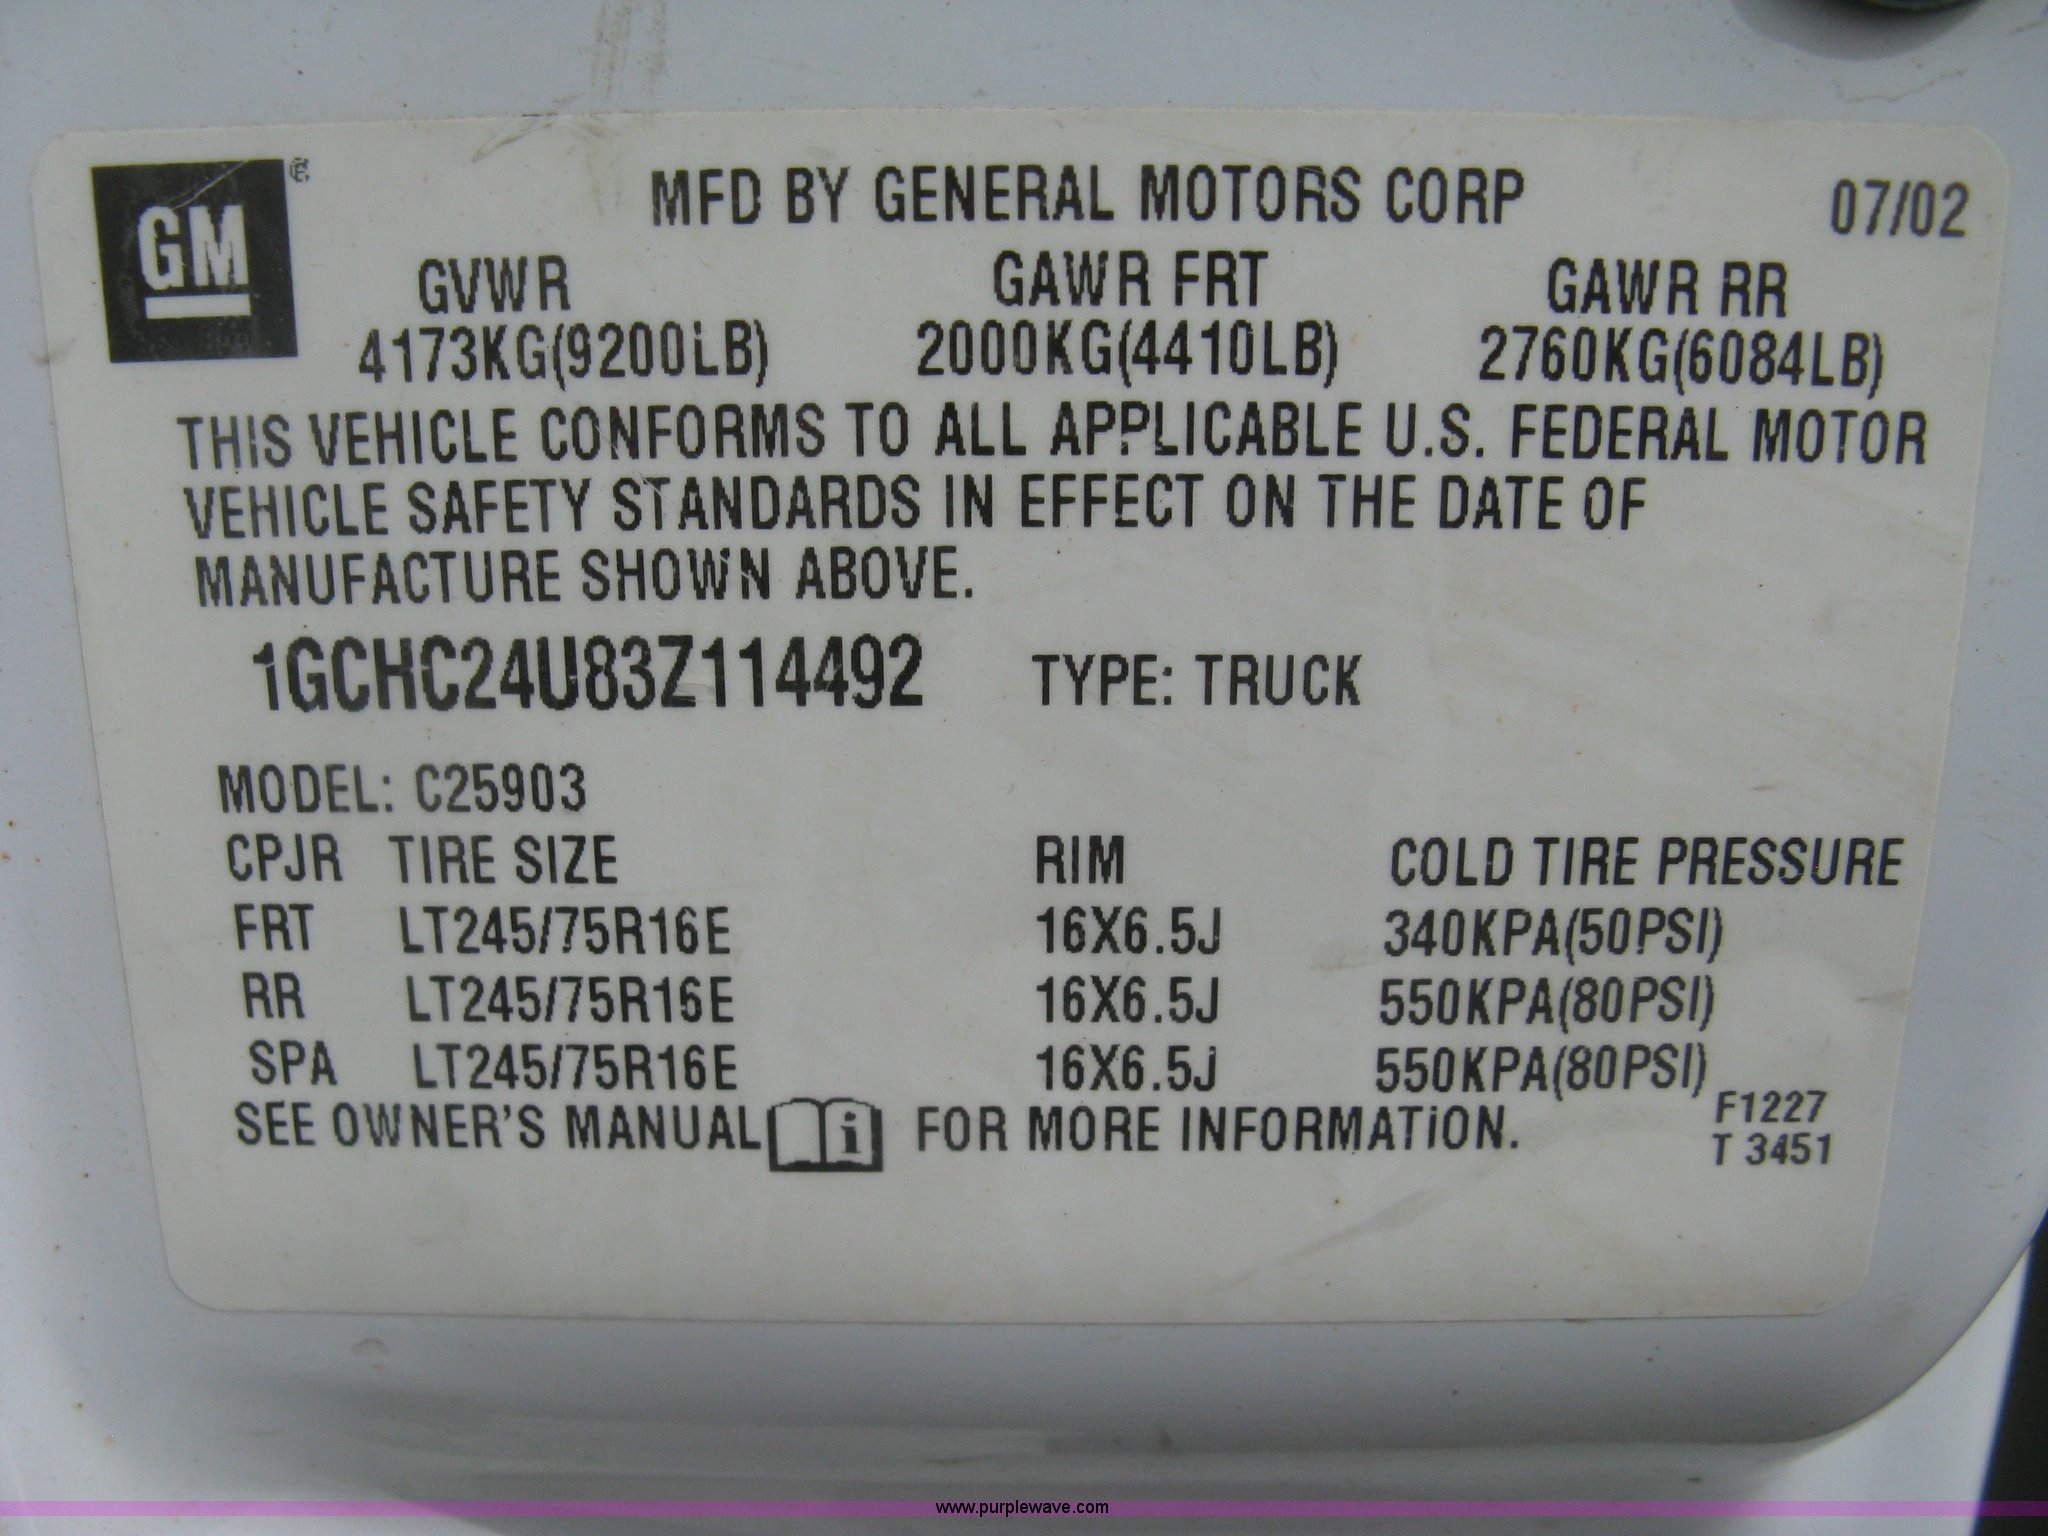 GM
MFD BY GENERAL MOTORS CORP 07/02
GVWR GAWR FRT GAWR RR
4173KG(9200LB) 2000KG(4410LB) 2760KG(6084LB)
THIS VEHICLE CONFORMS TO ALL APPLICABLE U.S. FEDERAL MOTOR
VEHICLE SAFETY STANDARDS IN EFFECT ON THE DATE OF
MANUFACTURE SHOWN ABOVE.
1GCHC24U83Z114492 TYPE: TRUCK
MODEL: C25903
CPJR TIRE SIZE RIM COLD TIRE PRESSURE
FRT LT245/75R16E 16X6.5J 340KPA(50PSI)
RR LT245/75R16E 16X6.5J 550KPA(80PSI)
SPA LT245/75R16E 16X6.5J 550KPA(80PSI)
SEE OWNER'S MANUAL i FOR MORE INFORMATION.
F1227
T 3451
www.purplewave.com